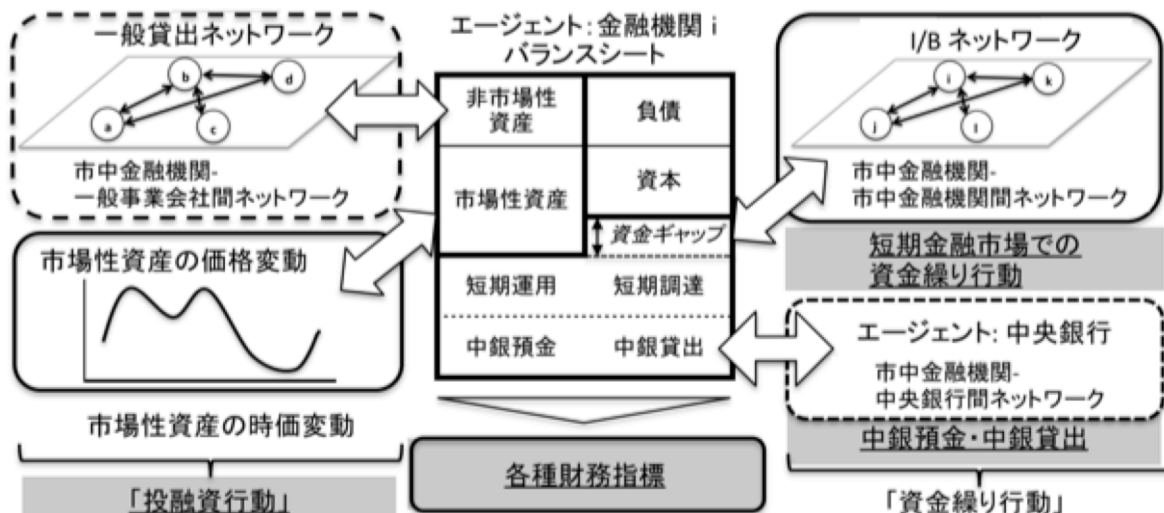 一般貸出ネットワーク
b
d
a
c
市中金融機関-
一般事業会社間ネットワーク
市場性資産の価格変動
市場性資産の時価変動
「投融資行動」
エージェント: 金融機関 i
バランスシート
非市場性
資産
負債
市場性資産
資本
資金ギャップ
短期運用
短期調達
中銀預金
中銀貸出
各種財務指標
I/B ネットワーク
i
k
j
l
市中金融機関-
市中金融機関間ネットワーク
短期金融市場での
資金繰り行動
エージェント: 中央銀行
市中金融機関-
中央銀行間ネットワーク
中銀預金・中銀貸出
「資金繰り行動」